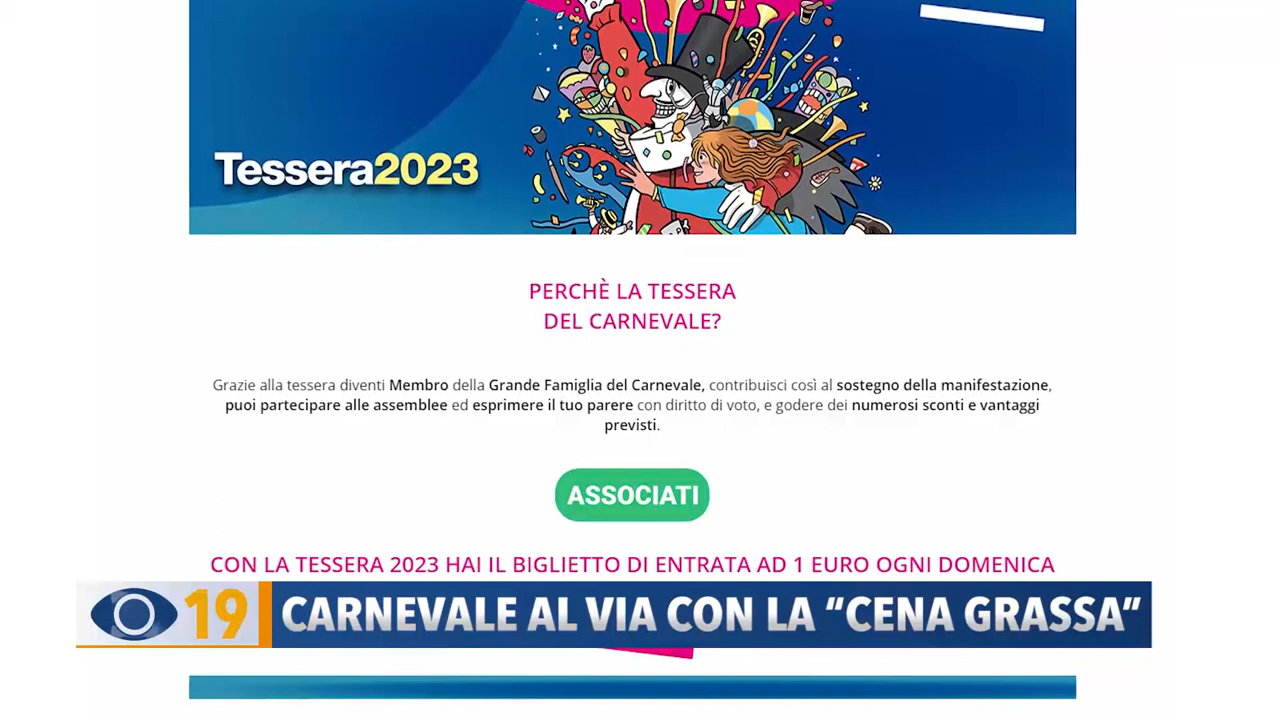 Tessera2023
PERCHÈ LA TESSERA
DEL CARNEVALE?
Grazie alla tessera diventi Membro della Grande Famiglia del Carnevale, contribuisci così al sostegno della manifestazione,
puoi partecipare alle assemblee ed esprimere il tuo parere con diritto di voto, e godere dei numerosi sconti e vantaggi
previsti.
ASSOCIATI
CON LA TESSERA 2023 HAI IL BIGLIETTO DI ENTRATA AD 1 EURO OGNI DOMENICA
19 CARNEVALE AL VIA CON LA “CENA GRASSA”